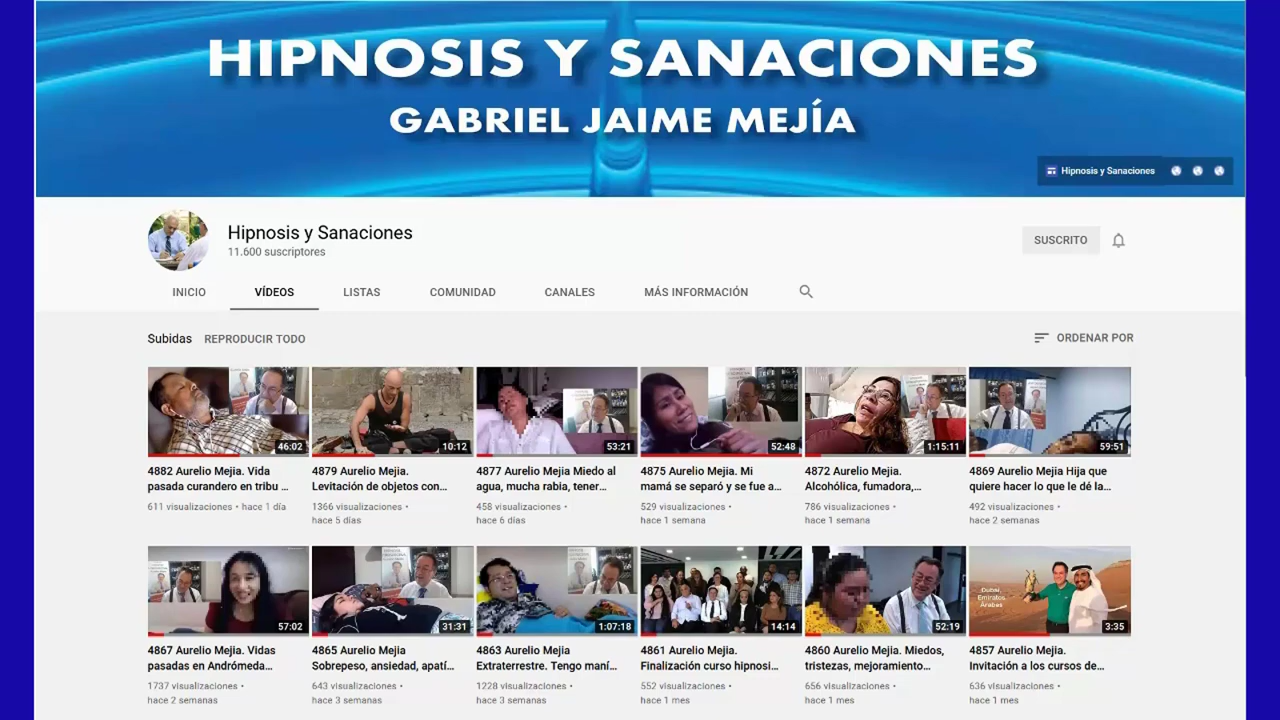 HIPNOSIS Y SANACIONES
GABRIEL JAIME MEJÍA
Hipnosis y Sanaciones
Hipnosis y Sanaciones
11.600 suscriptores
SUSCRITO
INICIO
VÍDEOS
LISTAS
COMUNIDAD
CANALES
MÁS INFORMACIÓN
Subidas
REPRODUCIR TODO
ORDENAR POR
46:02
4882 Aurelio Mejia. Vida
pasada curandero en tribu ...
611 visualizaciones • hace 1 día
10:12
4879 Aurelio Mejia.
Levitación de objetos con...
1366 visualizaciones •
hace 5 días
53:21
4877 Aurelio Mejia Miedo al
agua, mucha rabia, tener...
458 visualizaciones •
hace 6 días
52:48
4875 Aurelio Mejia. Mi
mamá se separó y se fue a...
529 visualizaciones •
hace 1 semana
1:15:11
4872 Aurelio Mejia.
Alcohólica, fumadora,...
786 visualizaciones •
hace 1 semana
59:51
4869 Aurelio Mejia Hija que
quiere hacer lo que le dé la...
492 visualizaciones •
hace 2 semanas
57:02
4867 Aurelio Mejia. Vidas
pasadas en Andrómeda...
1737 visualizaciones •
hace 2 semanas
31:31
4865 Aurelio Mejia
Sobrepeso, ansiedad, apatí...
643 visualizaciones •
hace 3 semanas
1:07:18
4863 Aurelio Mejia
Extraterrestre. Tengo maní...
1228 visualizaciones •
hace 3 semanas
14:14
4861 Aurelio Mejia.
Finalización curso hipnosi...
552 visualizaciones •
hace 1 mes
52:19
4860 Aurelio Mejia. Miedos,
tristezas, mejoramiento...
656 visualizaciones •
hace 1 mes
Dubai,
Emiratos
Árabes
3:35
4857 Aurelio Mejia.
Invitación a los cursos de...
636 visualizaciones •
hace 1 mes